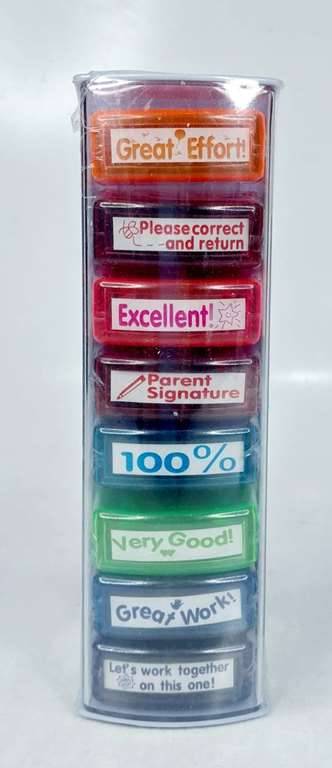 Great Effort!
Please correct
and return
Excellent!
Parent
Signature
100%
Very Good!
Great Work!
Let's work together
on this one!